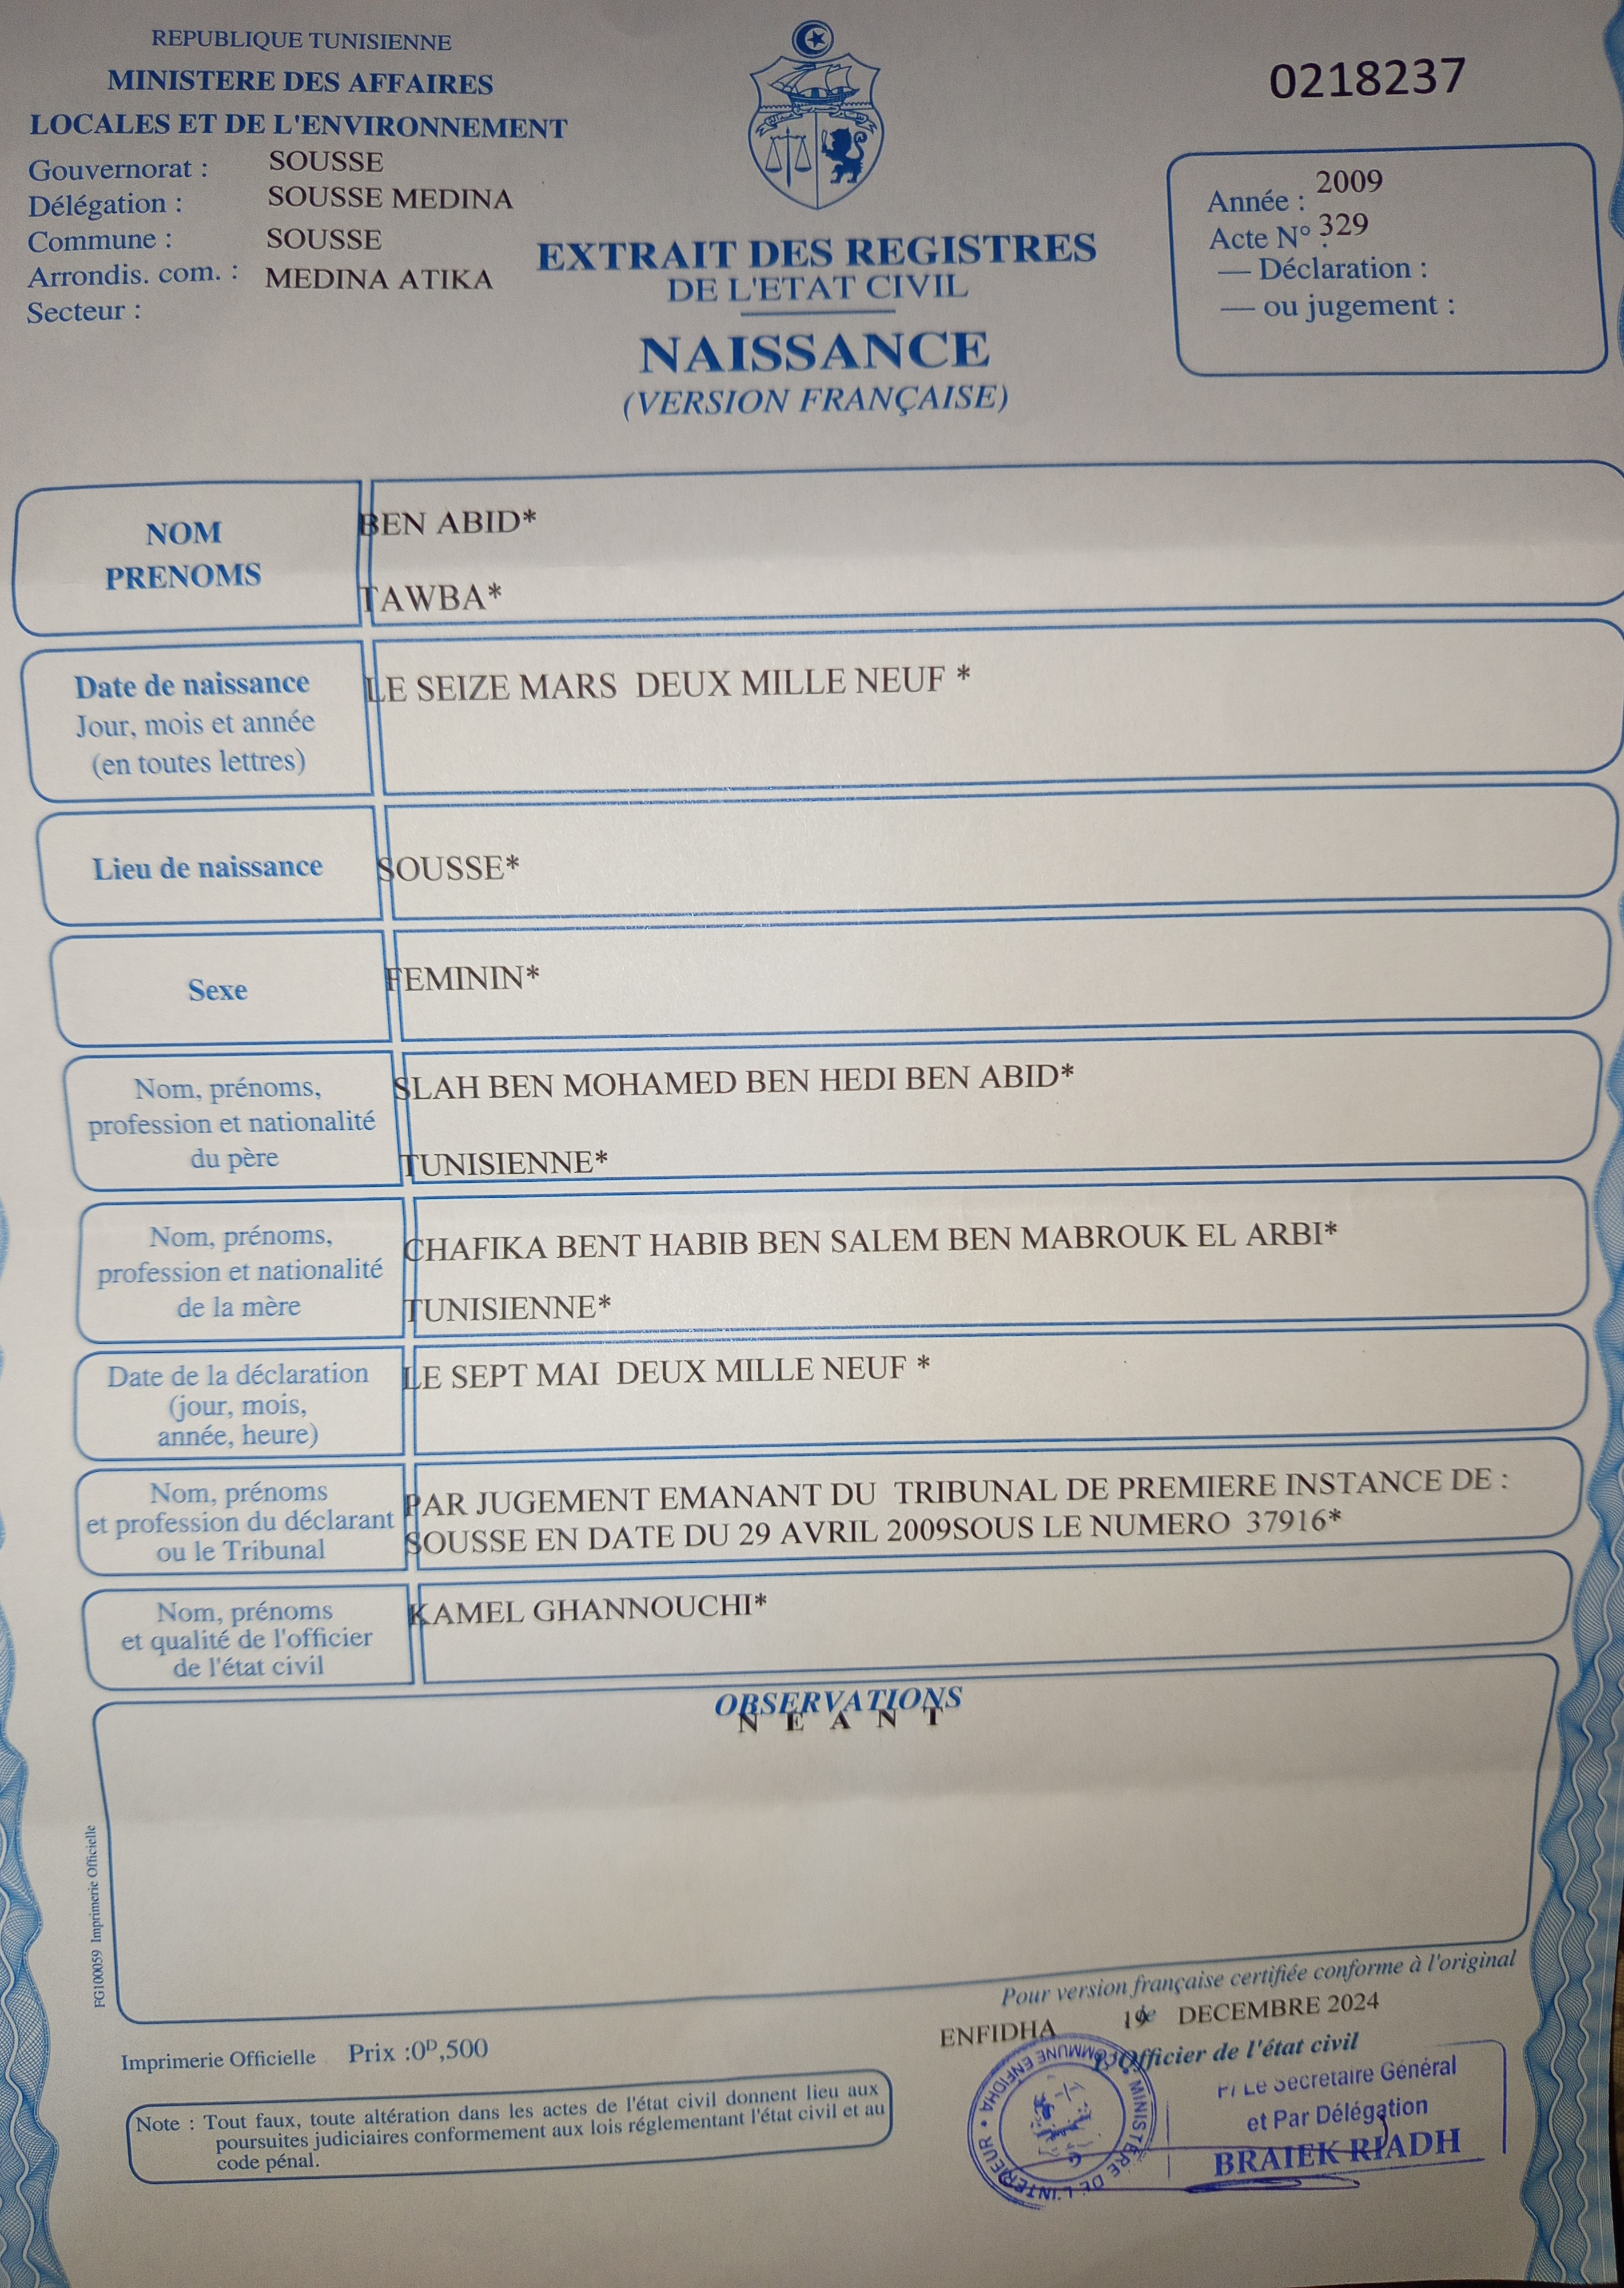 REPUBLIQUE TUNISIENNE
MINISTERE DES AFFAIRES
LOCALES ET DE L'ENVIRONNEMENT
Gouvernorat : SOUSSE
Délégation : SOUSSE MEDINA
Commune : SOUSSE
Arrondis. com. : MEDINA ATIKA
Secteur :
EXTRAIT DES REGISTRES
DE L'ETAT CIVIL
NAISSANCE
(VERSION FRANÇAISE)
0218237
Année : 2009
Acte N° : 329
— Déclaration :
— ou jugement :
NOM
PRENOMS
BEN ABID*
TAWBA*
Date de naissance
Jour, mois et année
(en toutes lettres)
LE SEIZE MARS DEUX MILLE NEUF *
Lieu de naissance
SOUSSE*
Sexe
FEMININ*
Nom, prénoms,
profession et nationalité
du père
SLAH BEN MOHAMED BEN HEDI BEN ABID*
TUNISIENNE*
Nom, prénoms,
profession et nationalité
de la mère
CHAFIKA BENT HABIB BEN SALEM BEN MABROUK EL ARBI*
TUNISIENNE*
Date de la déclaration
(jour, mois,
année, heure)
LE SEPT MAI DEUX MILLE NEUF *
Nom, prénoms
et profession du déclarant
ou le Tribunal
PAR JUGEMENT EMANANT DU TRIBUNAL DE PREMIERE INSTANCE DE :
SOUSSE EN DATE DU 29 AVRIL 2009SOUS LE NUMERO 37916*
Nom, prénoms
et qualité de l'officier
de l'état civil
KAMEL GHANNOUCHI*
OBSERVATIONS
N E A N T
FG100059 Imprimerie Officielle
Pour version française certifiée conforme à l'original
ENFIDHA le DECEMBRE 2024
L'Officier de l'état civil
P/ Le Secrétaire Général
et Par Délégation
BRAIEK RIADH
MINISTERE DE L'INTERIEUR • COMMUNE ENFIDHA •
Imprimerie Officielle Prix :0ᴰ,500
Note : Tout faux, toute altération dans les actes de l'état civil donnent lieu aux
poursuites judiciaires conformement aux lois réglementant l'état civil et au
code pénal.